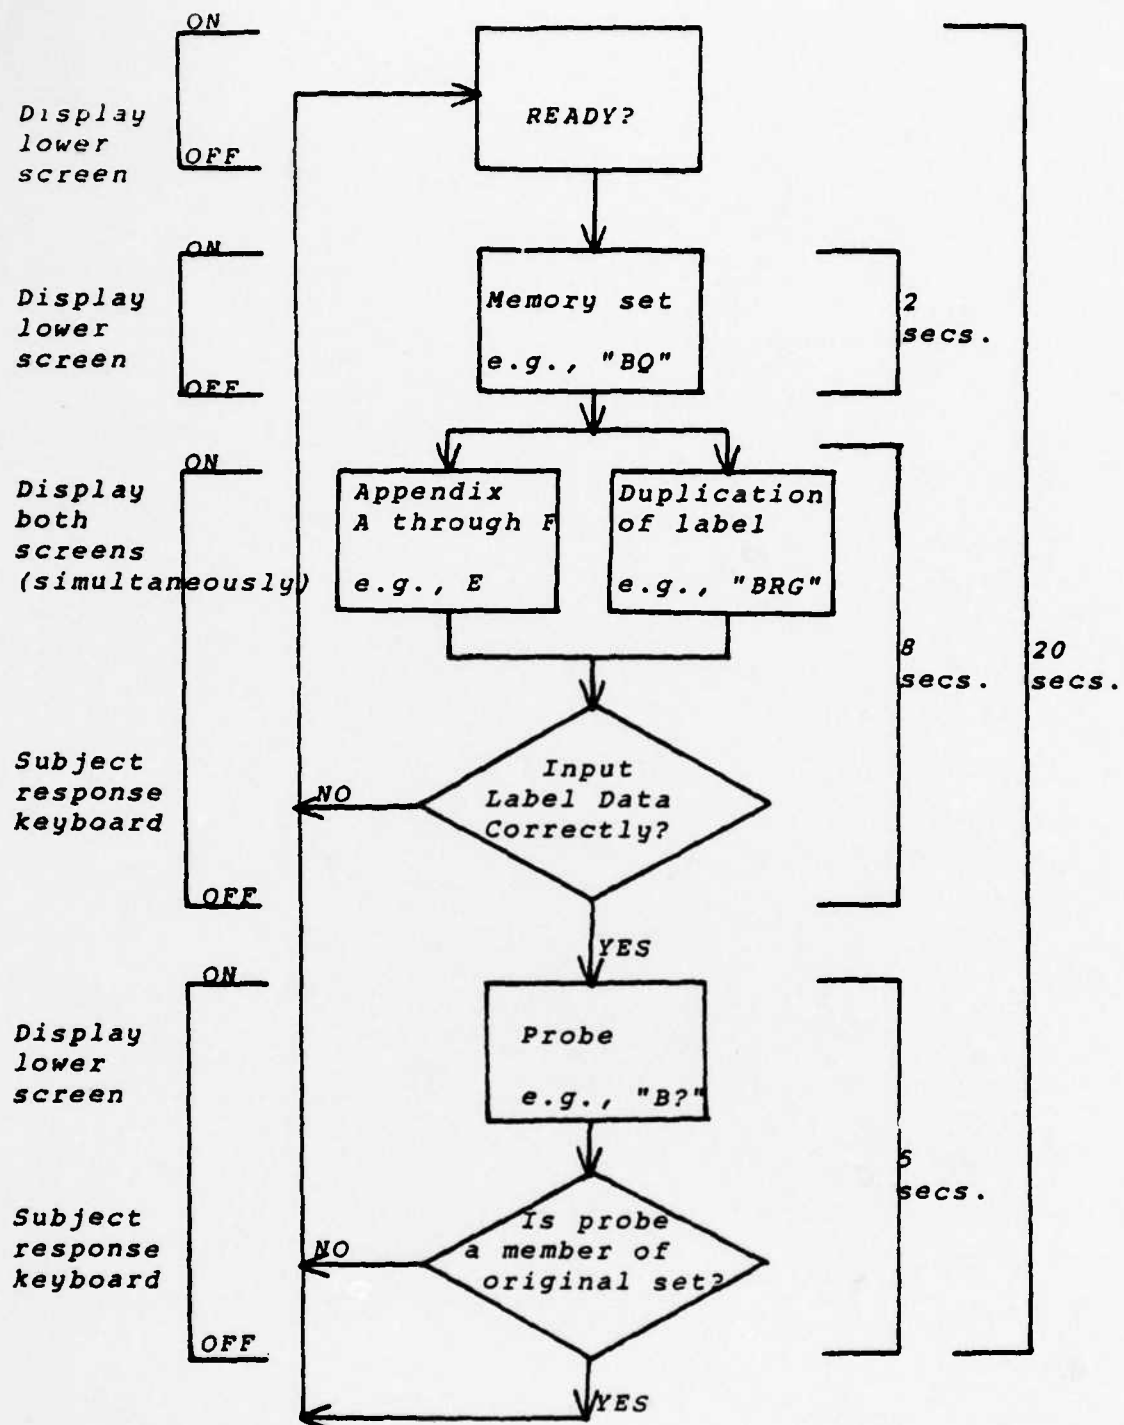 ON
READY?
Display
lower
screen
OFF
ON
Memory set
e.g., "BQ"
Display
lower
screen
OFF
2
secs.
ON
Display
both
screens
(simultaneously)
Appendix
A through F
e.g., E
Duplication
of label
e.g., "BRG"
8
secs.
20
secs.
Subject
response
keyboard
NO
Input
Label Data
Correctly?
OFF
YES
ON
Display
lower
screen
Probe
e.g., "B?"
secs.
Subject
response
keyboard
NO
Is probe
a member of
original set?
OFF
YES